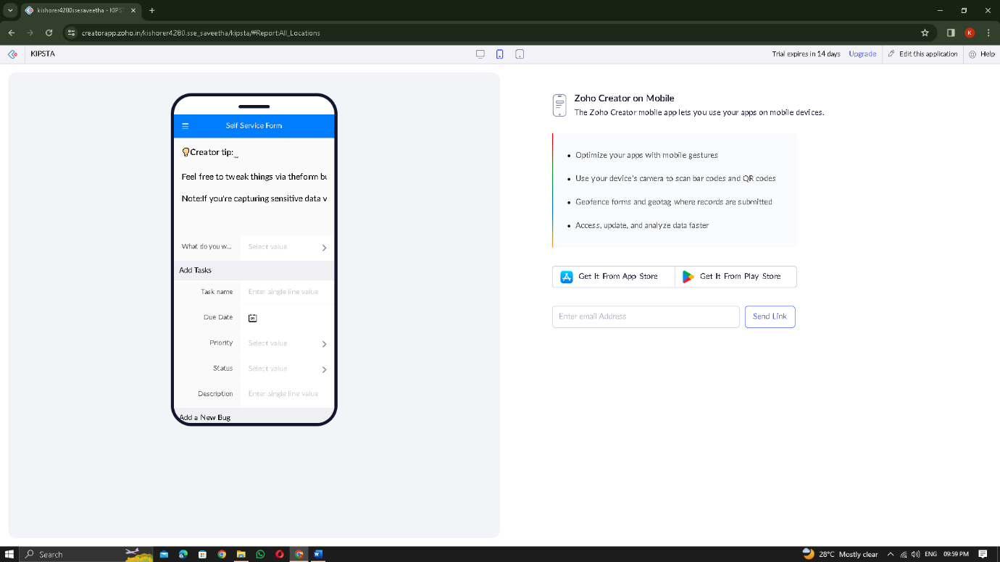 kishorer4280ssesaveetha - KIPST
creatorapp.zoho.in/kishorer4280.sse_saveetha/kipsta/#Report:All_Locations
K
KIPSTA
Trial expires in 14 days
Upgrade
Edit this application
Help
Self Service Form
Creator tip:
Feel free to tweak things via theform bu
Note:If you're capturing sensitive data v
What do you w...
Select value
Add Tasks
Task name
Enter single line value
Due Date
Priority
Select value
Status
Select value
Description
Enter single line value
Add a New Bug
Zoho Creator on Mobile
The Zoho Creator mobile app lets you use your apps on mobile devices.
• Optimize your apps with mobile gestures
• Use your device's camera to scan bar codes and QR codes
• Geofence forms and geotag where records are submitted
• Access, update, and analyze data faster
Get It From App Store
Get It From Play Store
Enter email Address
Send Link
Search
28°C Mostly clear
ENG
09:59 PM